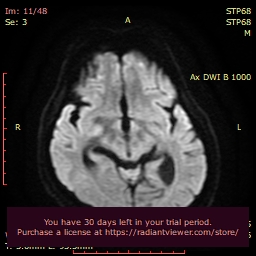 Im: 11/48
Se: 3
STP68
STP68
M
A
Ax DWI B 1000
R
L
You have 30 days left in your trial period.
Purchase a license at https://radiantviewer.com/store/